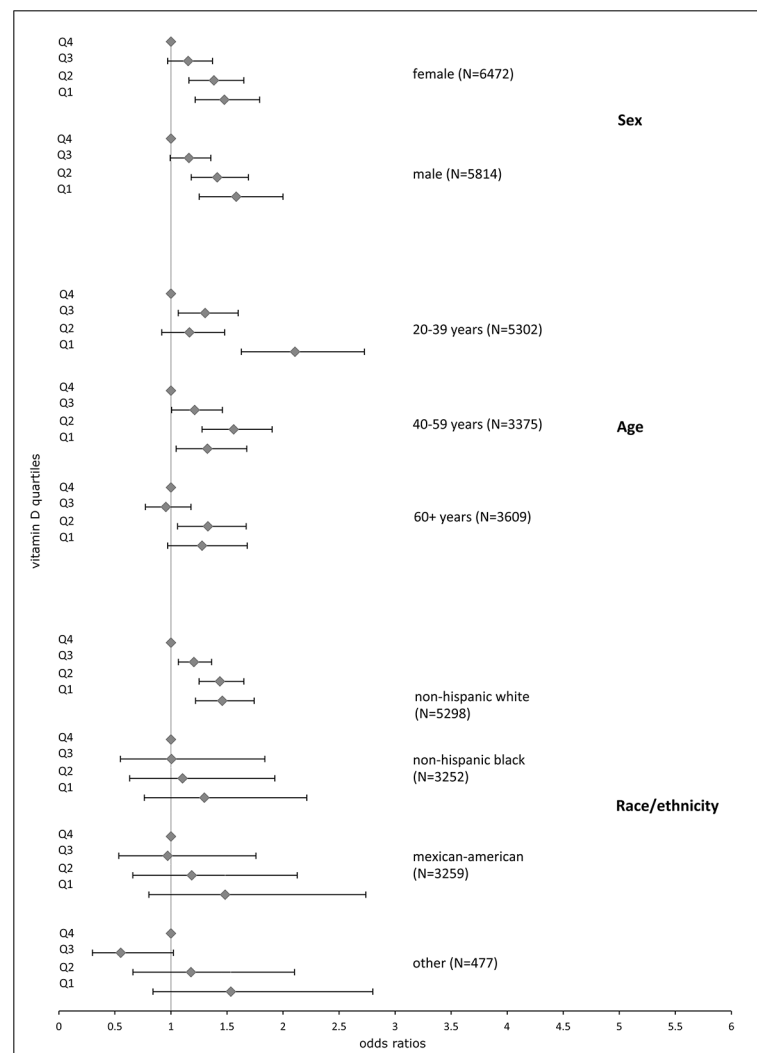 Q4
Q3
Q2
Q1
female (N=6472)
Sex
Q4
Q3
Q2
Q1
male (N=5814)
Q4
Q3
Q2
Q1
20-39 years (N=5302)
Q4
Q3
Q2
Q1
40-59 years (N=3375)
Age
vitamin D quartiles
Q4
Q3
Q2
Q1
60+ years (N=3609)
Q4
Q3
Q2
Q1
non-hispanic white
(N=5298)
Q4
Q3
Q2
Q1
non-hispanic black
(N=3252)
Race/ethnicity
Q4
Q3
Q2
Q1
mexican-american
(N=3259)
Q4
Q3
Q2
Q1
other (N=477)
0 0.5 1 1.5 2 2.5 3 3.5 4 4.5 5 5.5 6
odds ratios